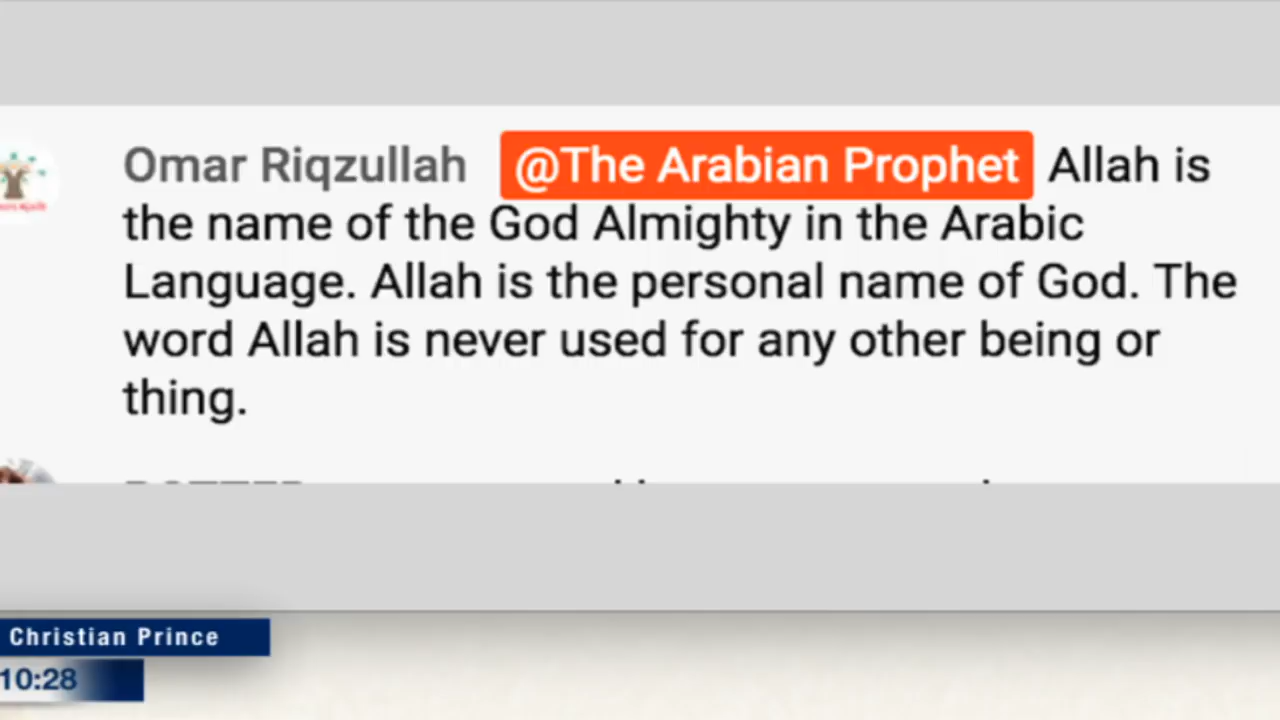 Omar Riqzullah @The Arabian Prophet Allah is
the name of the God Almighty in the Arabic
Language. Allah is the personal name of God. The
word Allah is never used for any other being or
thing.
Christian Prince
10:28